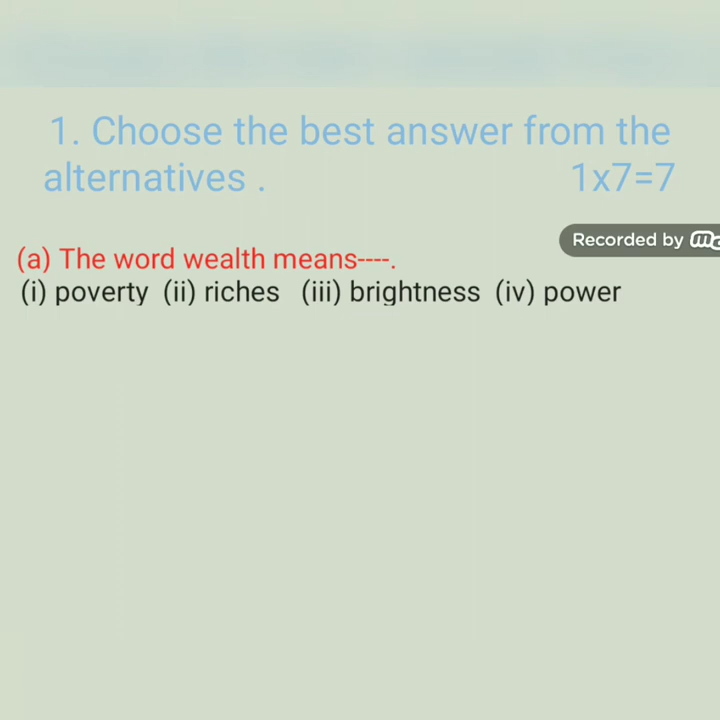 1. Choose the best answer from the
alternatives . 1x7=7
Recorded by
(a) The word wealth means----.
(i) poverty (ii) riches (iii) brightness (iv) power